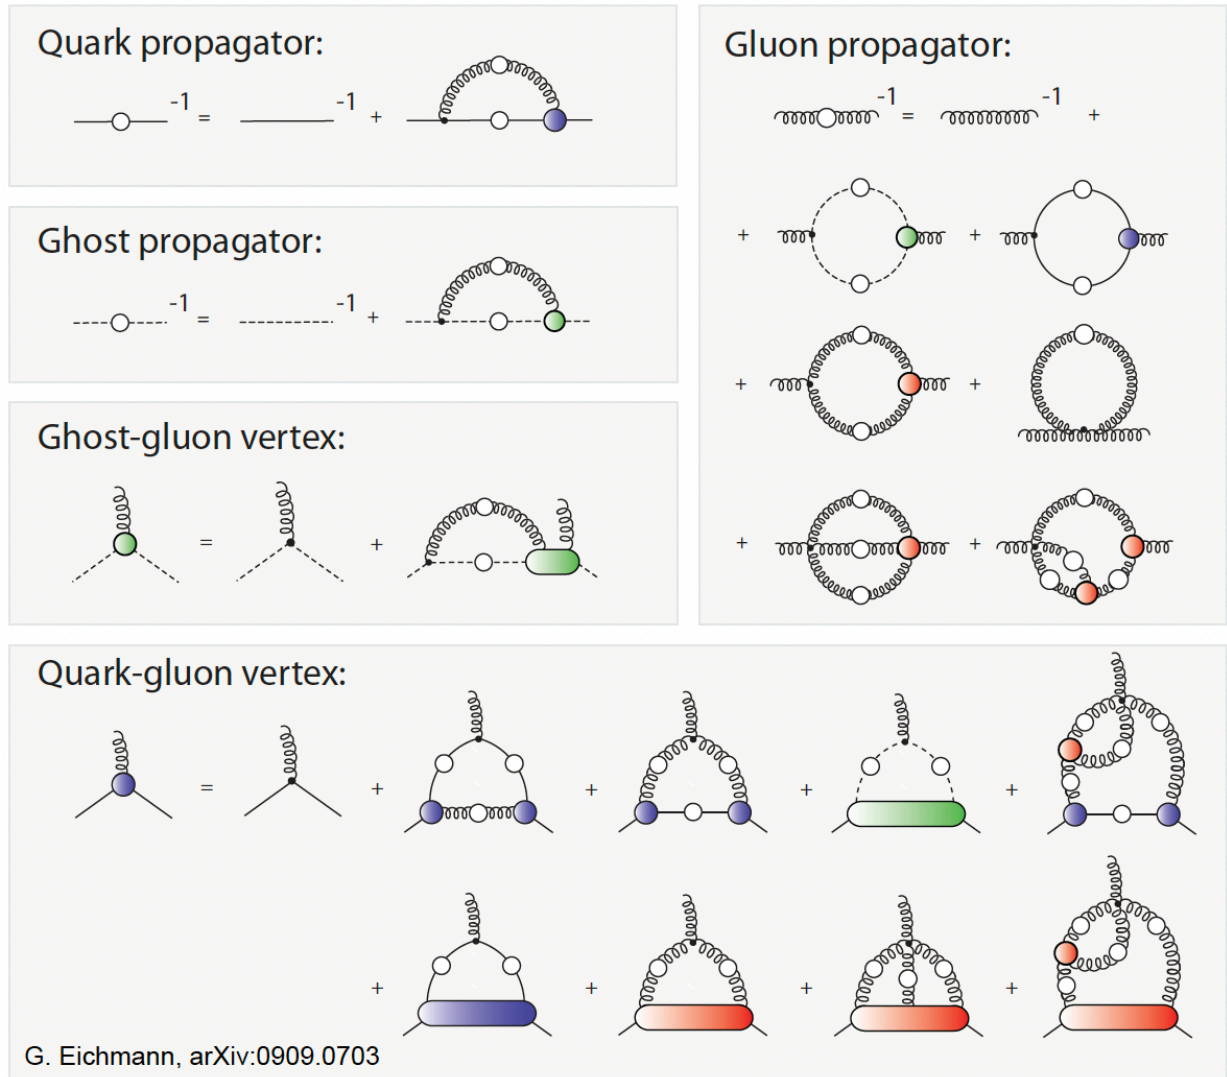 Quark propagator:
-1 = -1 +
Ghost propagator:
-1 = -1 +
Ghost-gluon vertex:
= +
Gluon propagator:
-1 = -1 +
+ +
+ +
+ +
Quark-gluon vertex:
= + + + +
+ + + +
G. Eichmann, arXiv:0909.0703